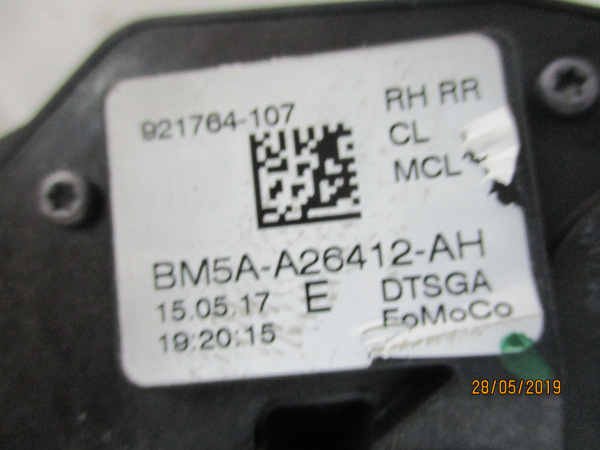 921764-107
RH RR
CL
MCL
BM5A-A26412-AH
15.05.17 E DTSGA
19:20:15 FoMoCo
28/05/2019